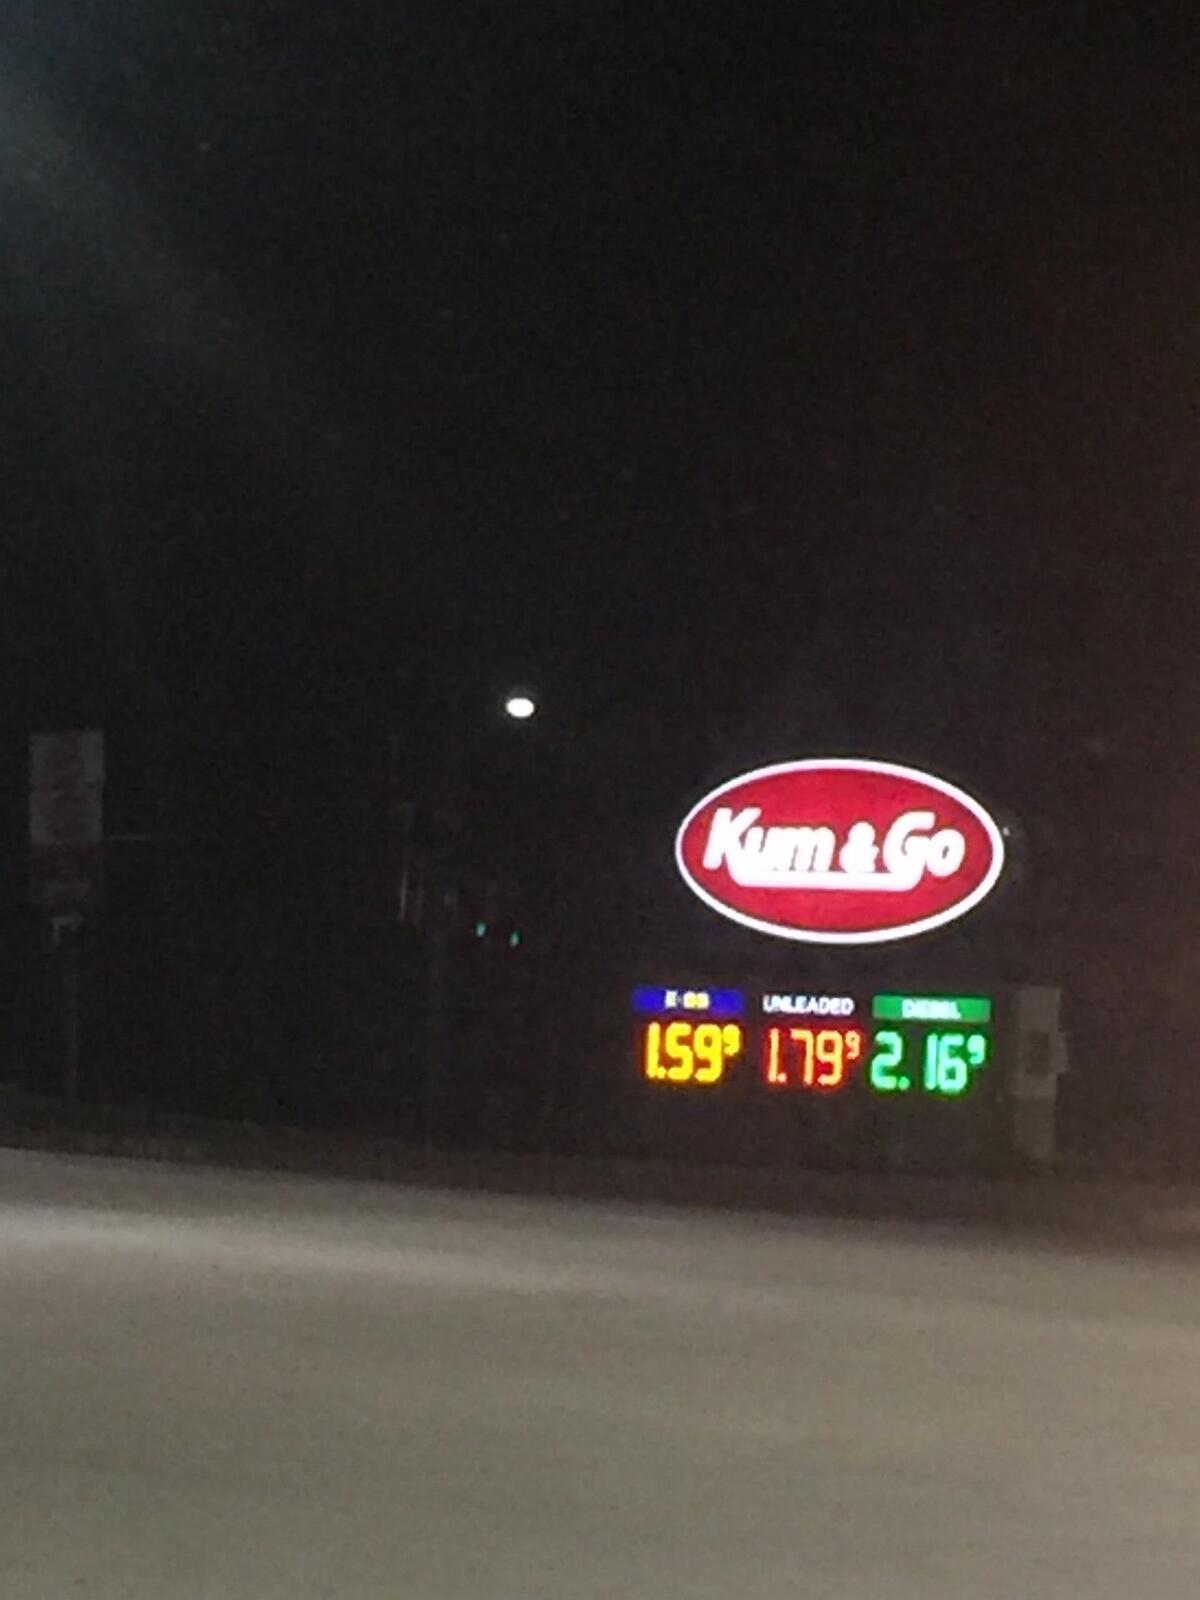 Kum & Go
UNLEADED
DIESEL
1.59⁹ 1.79⁹ 2.16⁹